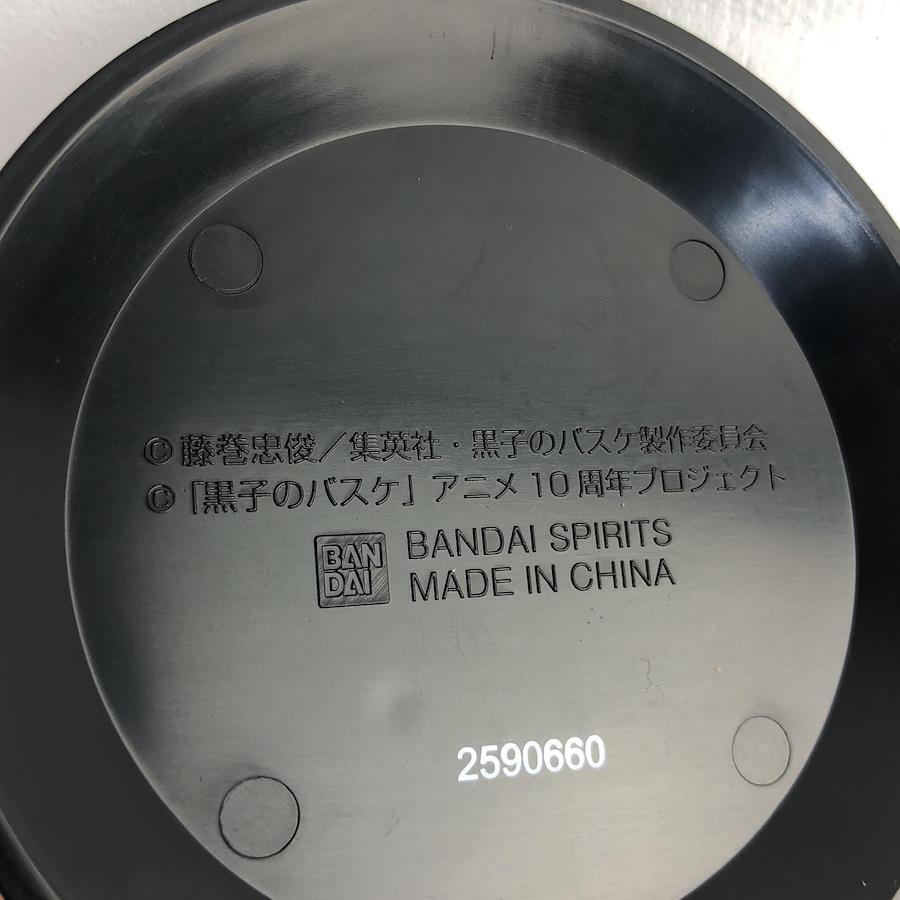 © 藤巻忠俊／集英社・黒子のバスケ製作委員会
© 「黒子のバスケ」アニメ 10 周年プロジェクト
BAN
DAI
BANDAI SPIRITS
MADE IN CHINA
2590660